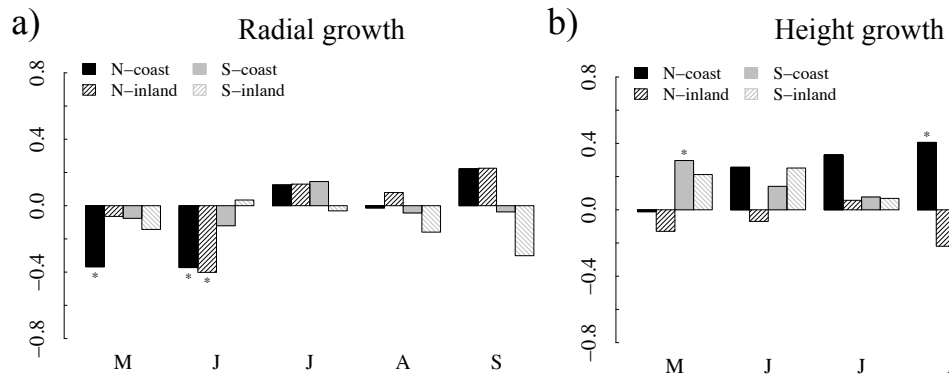 a) Radial growth
N−coast S−coast
N−inland S−inland
0.8
0.4
0.0
−0.4
−0.8
* * *
M J J A S
b) Height growth
N−coast S−coast
N−inland S−inland
0.8
0.4
0.0
−0.4
−0.8
* *
M J J